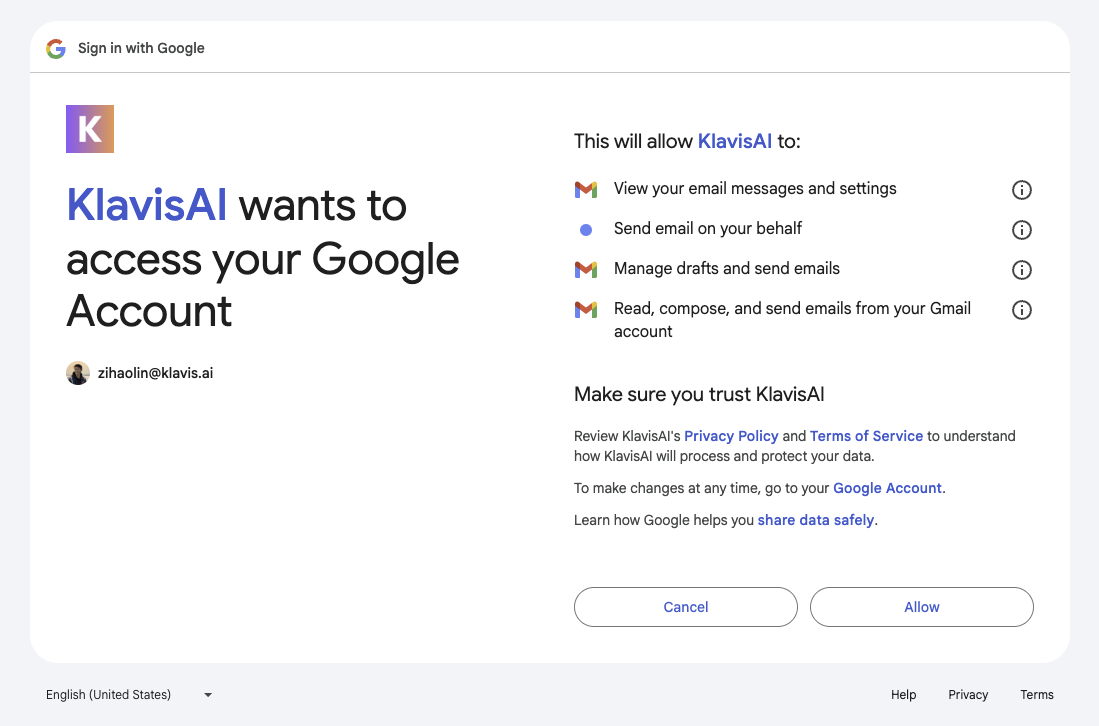 Sign in with Google
K
KlavisAI wants to
access your Google
Account
zihaolin@klavis.ai
This will allow KlavisAI to:
View your email messages and settings
Send email on your behalf
Manage drafts and send emails
Read, compose, and send emails from your Gmail
account
Make sure you trust KlavisAI
Review KlavisAI's Privacy Policy and Terms of Service to understand
how KlavisAI will process and protect your data.
To make changes at any time, go to your Google Account.
Learn how Google helps you share data safely.
Cancel
Allow
English (United States)
Help
Privacy
Terms